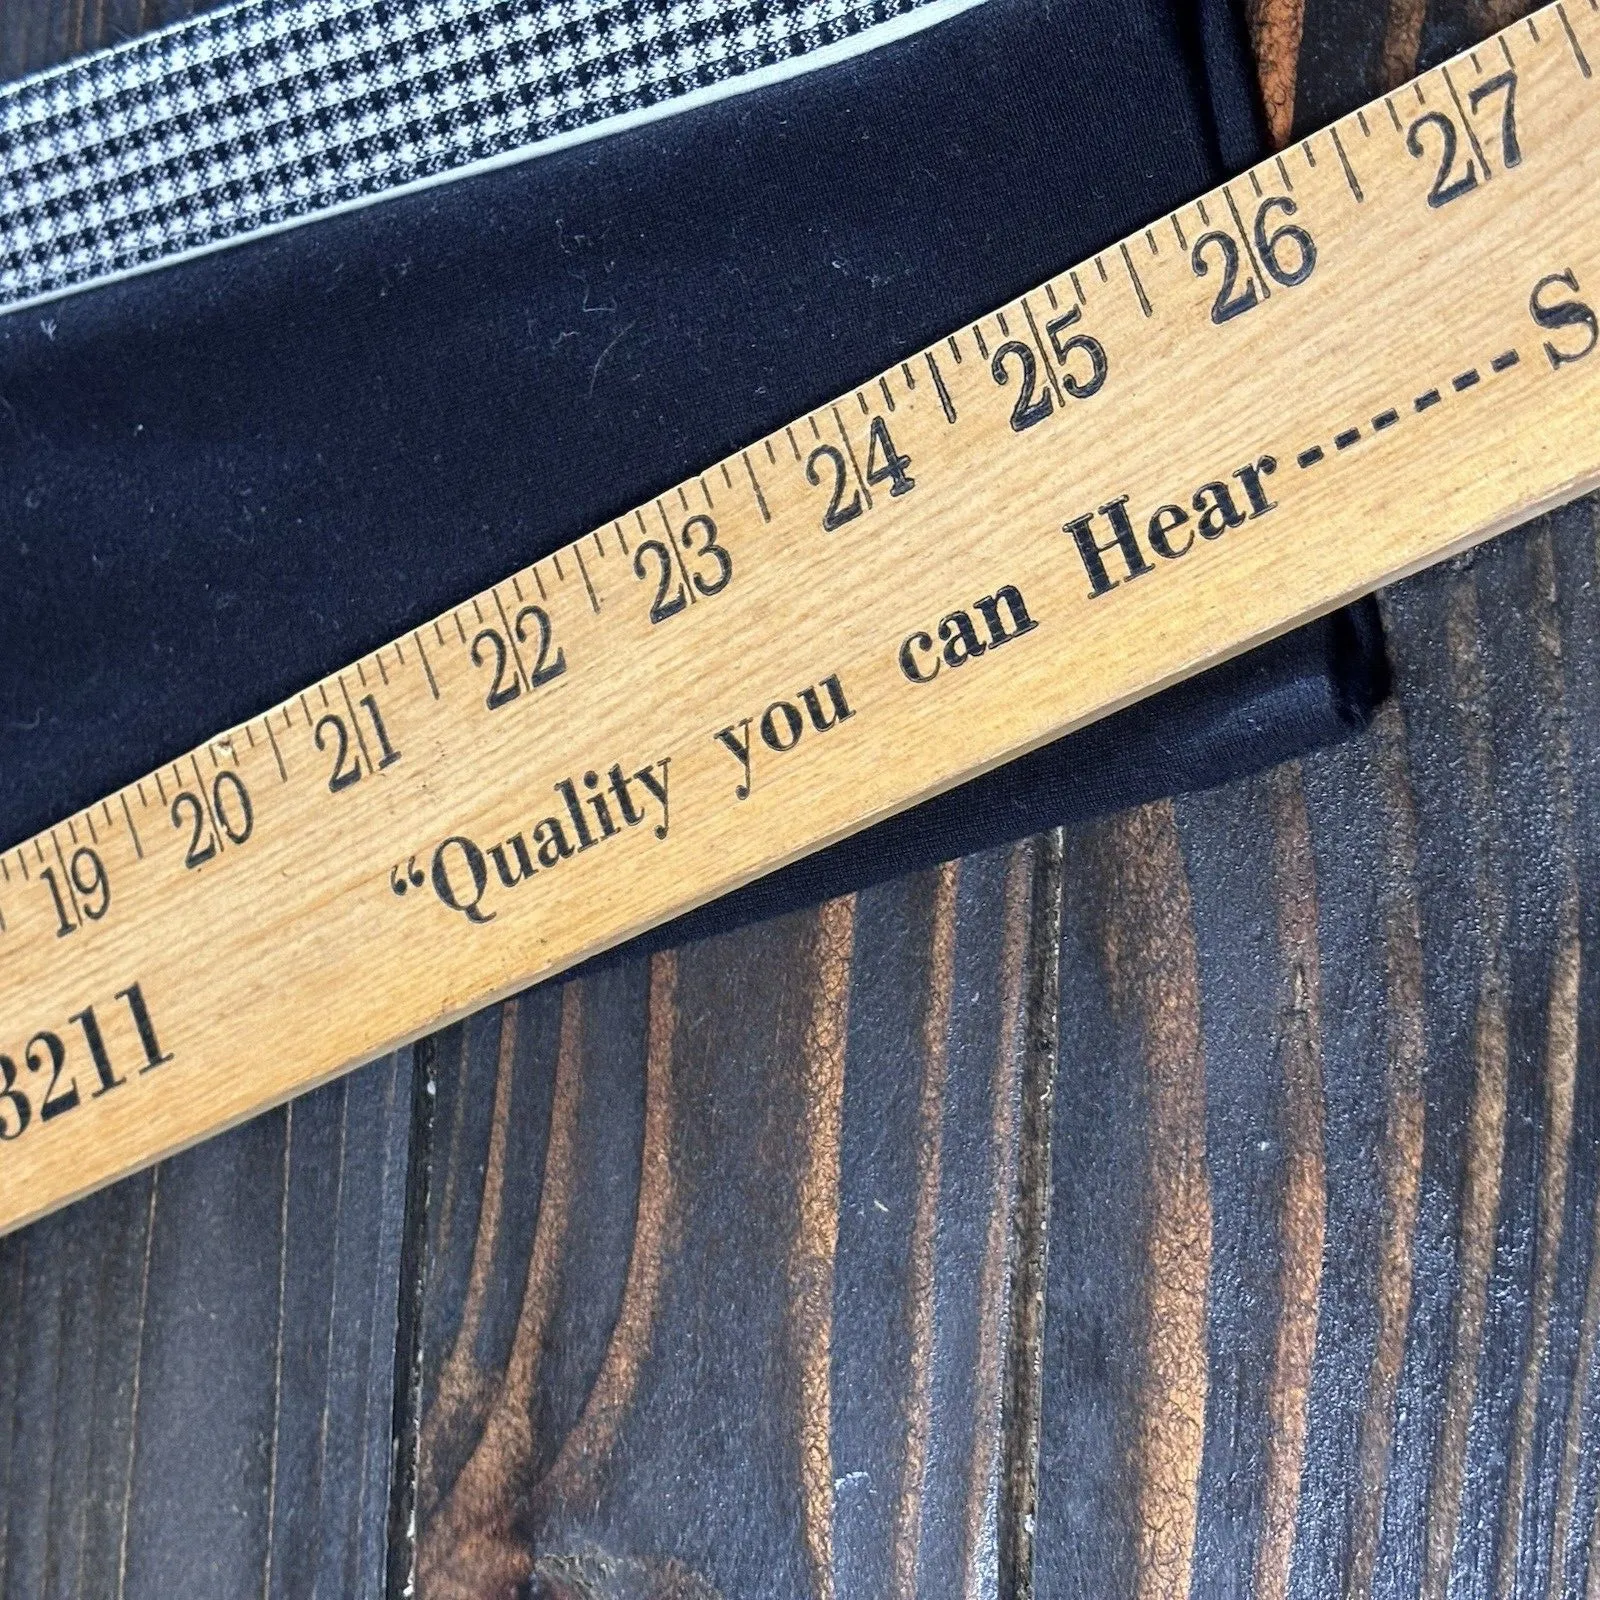 19 20 21 22 23 24 25 26 27
3211 “Quality you can Hear------S